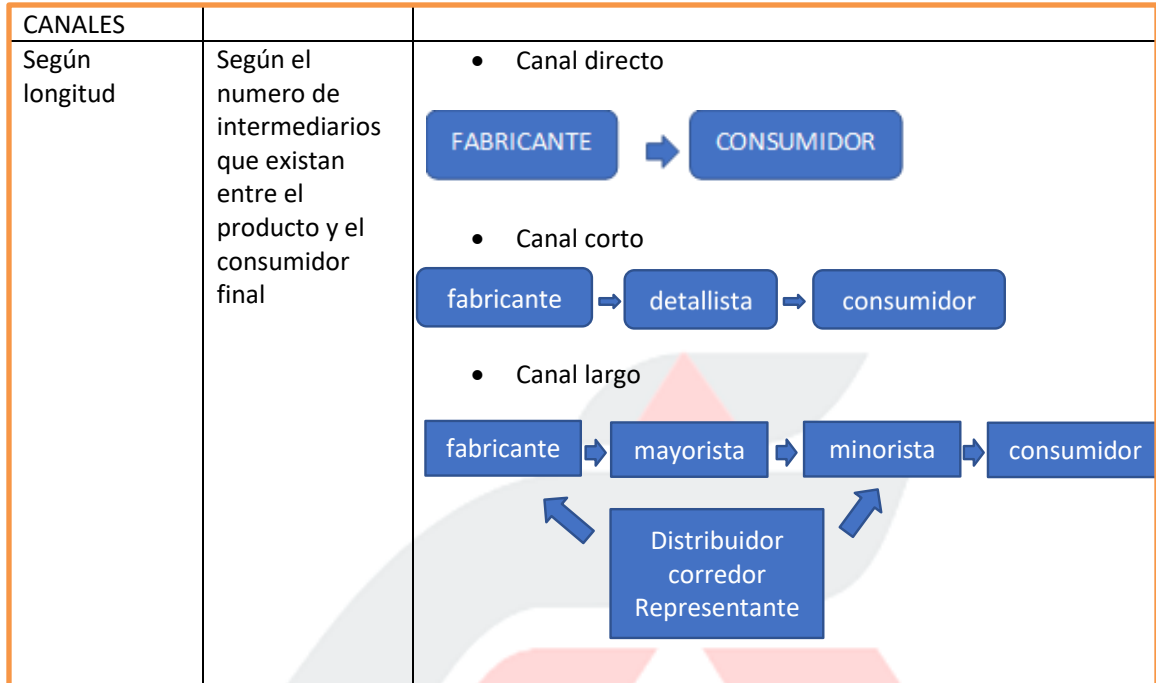 CANALES
Según
longitud
Según el
numero de
intermediarios
que existan
entre el
producto y el
consumidor
final
• Canal directo
FABRICANTE CONSUMIDOR
• Canal corto
fabricante detallista consumidor
• Canal largo
fabricante mayorista minorista consumidor
Distribuidor
corredor
Representante